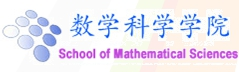 数学科学学院
School of Mathematical Sciences